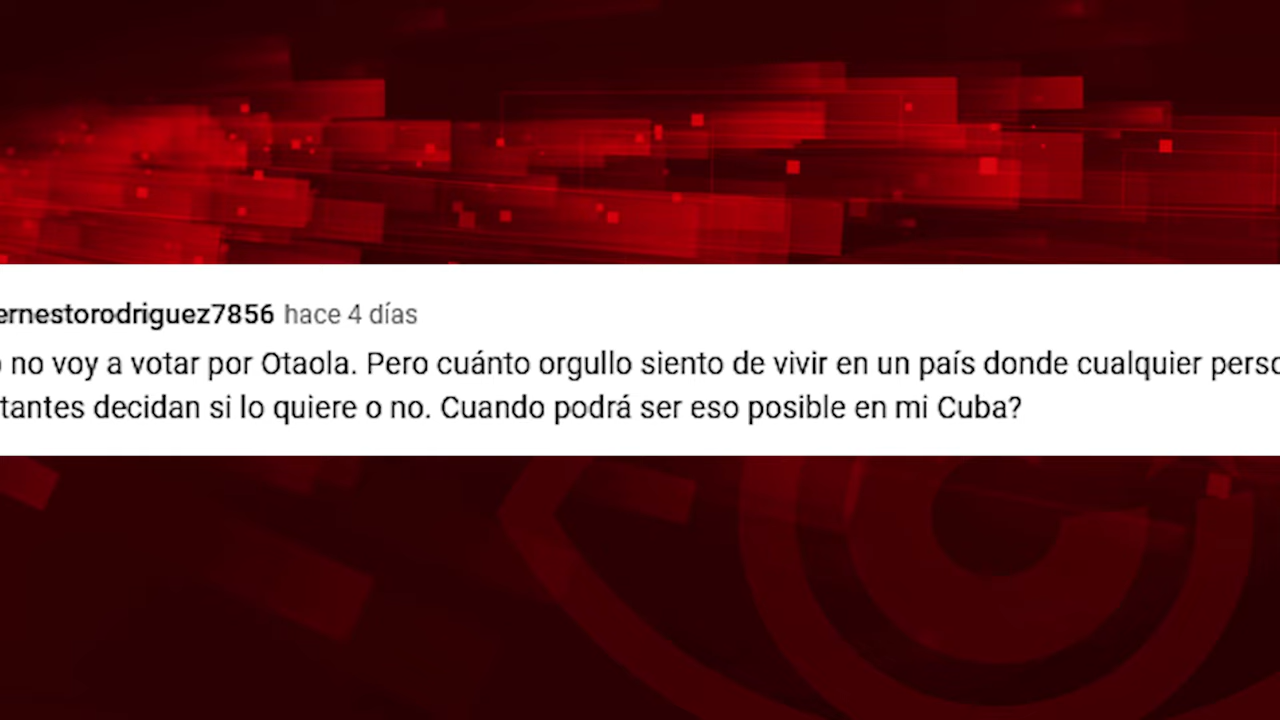 ernestorodriguez7856 hace 4 días
no voy a votar por Otaola. Pero cuánto orgullo siento de vivir en un país donde cualquier perso
tantes decidan si lo quiere o no. Cuando podrá ser eso posible en mi Cuba?